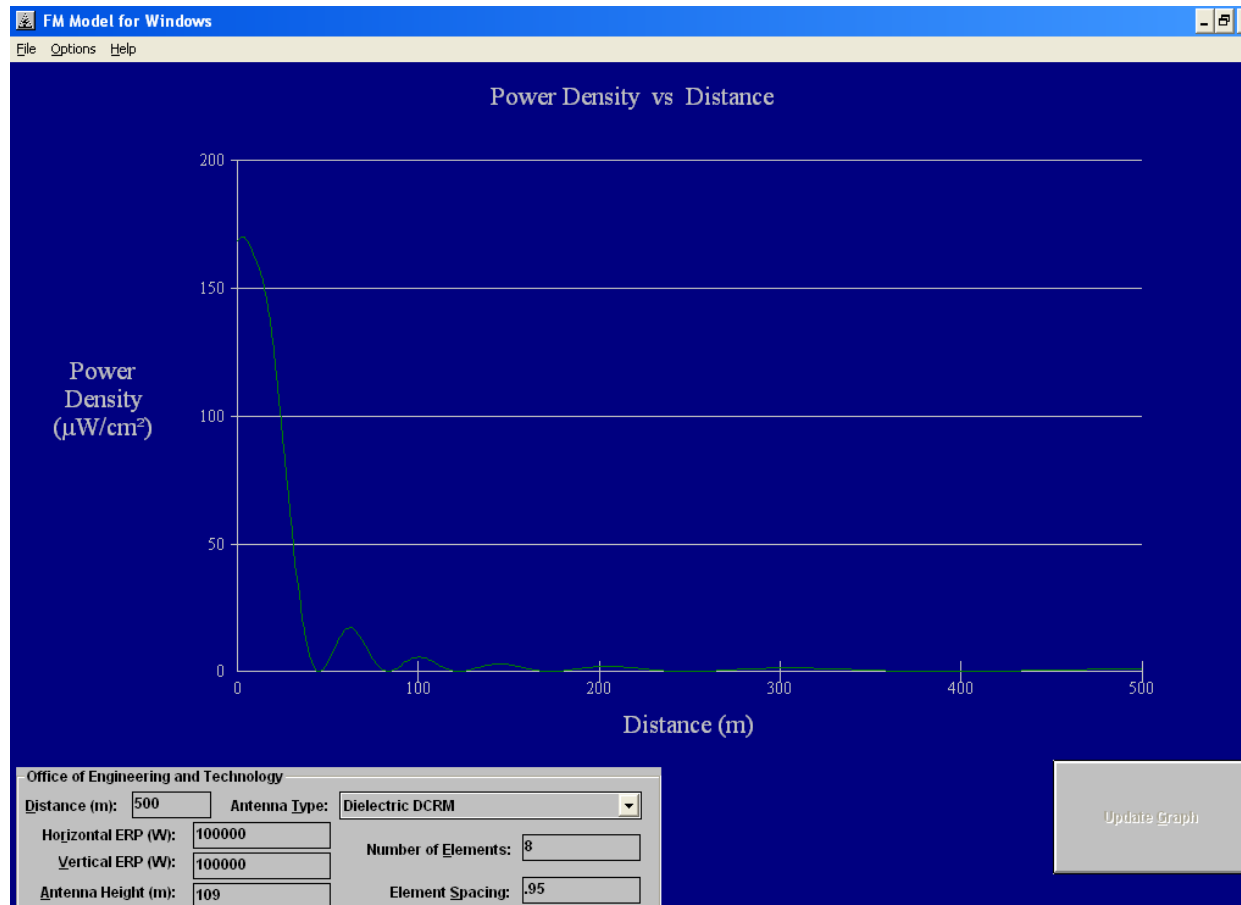 FM Model for Windows
File Options Help
Power Density vs Distance
200
150
Power
Density
(µW/cm²)
100
50
0
0 100 200 300 400 500
Distance (m)
Office of Engineering and Technology
Distance (m): 500 Antenna Type: Dielectric DCRM
Horizontal ERP (W): 100000
Vertical ERP (W): 100000
Number of Elements: 8
Antenna Height (m): 109
Element Spacing: .95
Update Graph